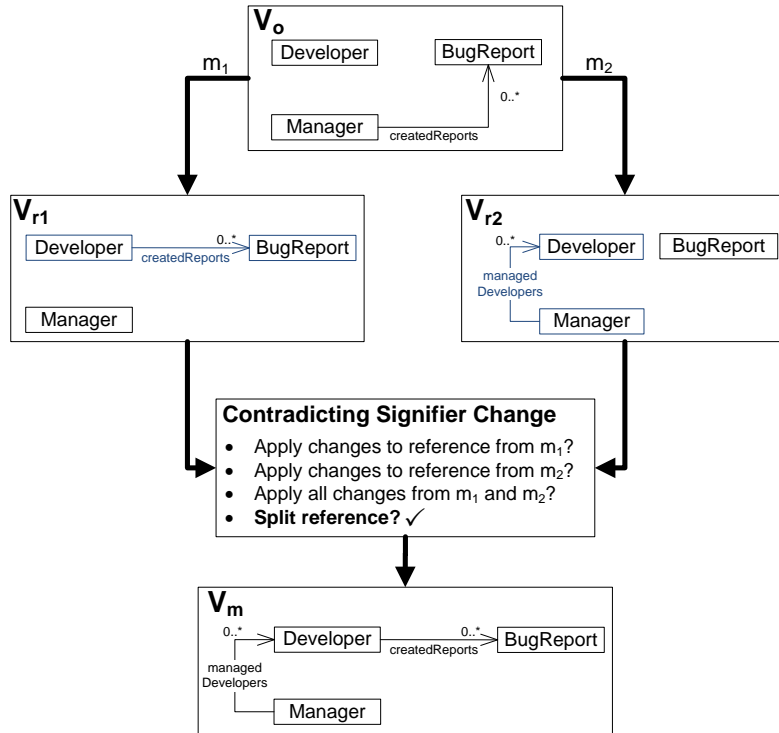 Vo
Developer
BugReport
m1
m2
0..*
Manager
createdReports
Vr1
Developer
0..*
BugReport
createdReports
Manager
Vr2
0..*
Developer
BugReport
managed
Developers
Manager
Contradicting Signifier Change
• Apply changes to reference from m1?
• Apply changes to reference from m2?
• Apply all changes from m1 and m2?
• Split reference? ✓
Vm
0..*
Developer
0..*
BugReport
createdReports
managed
Developers
Manager